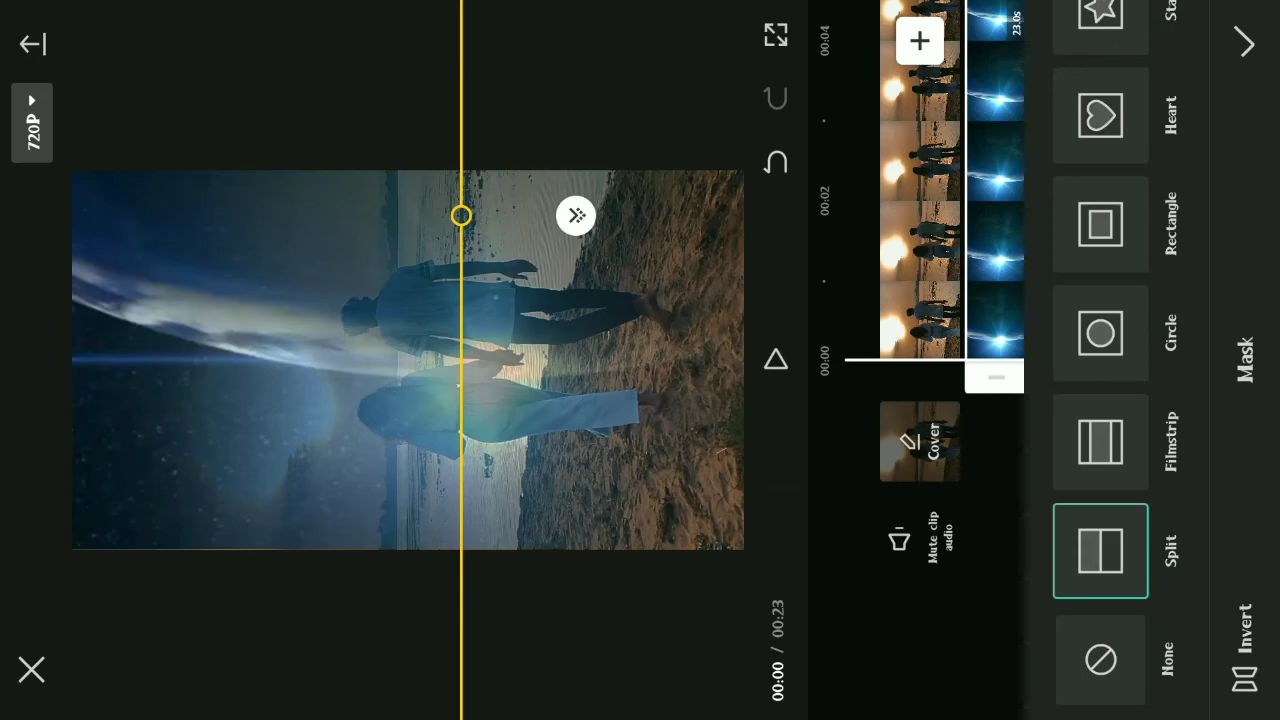 720P
00:00 / 00:23
00:00
00:02
00:04
Mute clip
audio
Cover
23.0s
None
Split
Filmstrip
Circle
Rectangle
Heart
Sta
Invert
Mask